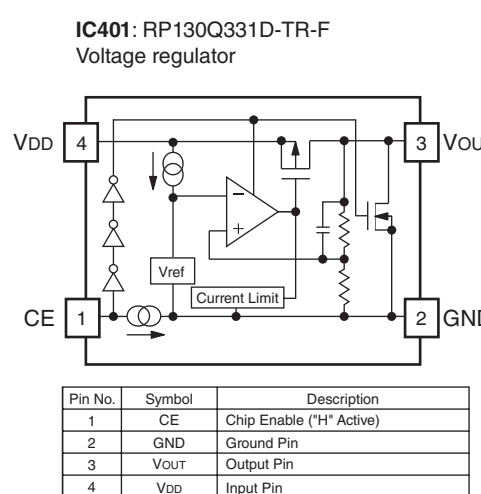 IC401: RP130Q331D-TR-F
Voltage regulator
VDD 4
3 VOU
Vref
Current Limit
CE 1
2 GND
Pin No. Symbol Description
1 CE Chip Enable ("H" Active)
2 GND Ground Pin
3 VOUT Output Pin
4 VDD Input Pin